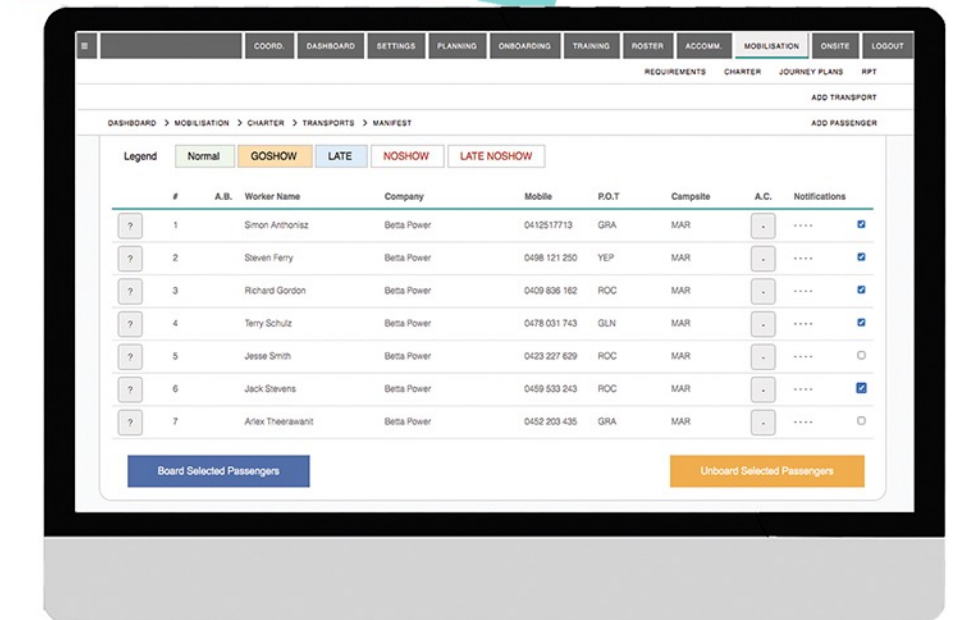 ≡ COORD. DASHBOARD SETTINGS PLANNING ONBOARDING TRAINING ROSTER ACCOMM. MOBILISATION ONSITE LOGOUT
REQUIREMENTS CHARTER JOURNEY PLANS RPT
ADD TRANSPORT
DASHBOARD > MOBILISATION > CHARTER > TRANSPORTS > MANIFEST ADD PASSENGER
Legend Normal GOSHOW LATE NOSHOW LATE NOSHOW
# A.B. Worker Name Company Mobile P.O.T Campsite A.C. Notifications
? 1 Simon Anthonisz Betta Power 0412517713 GRA MAR - - - - -
? 2 Steven Ferry Betta Power 0498 121 250 YEP MAR - - - - -
? 3 Richard Gordon Betta Power 0409 836 162 ROC MAR - - - - -
? 4 Terry Schulz Betta Power 0478 031 743 GLN MAR - - - - -
? 5 Jesse Smith Betta Power 0423 227 629 ROC MAR - - - - -
? 6 Jack Stevens Betta Power 0459 533 243 ROC MAR - - - - -
? 7 Arlex Theerawanit Betta Power 0452 203 435 GRA MAR - - - - -
Board Selected Passengers Unboard Selected Passengers